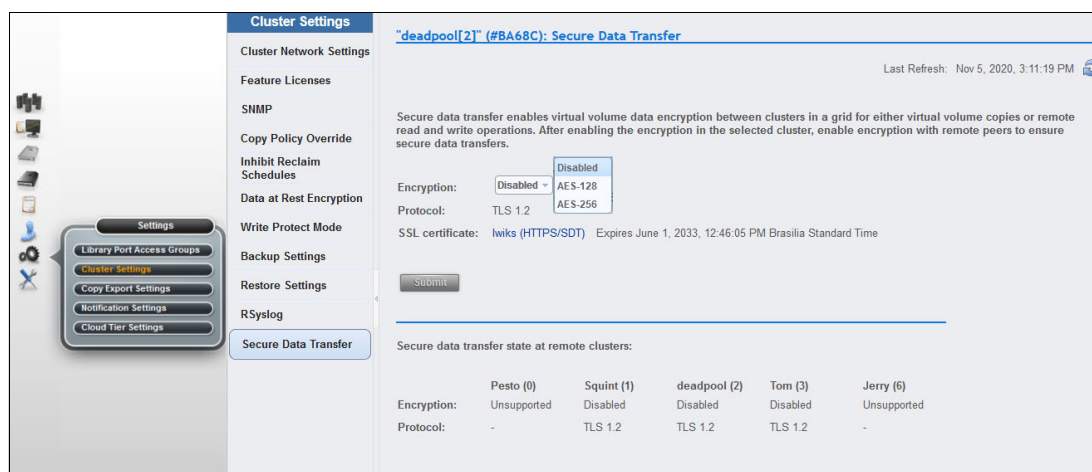 Cluster Settings
Cluster Network Settings
Feature Licenses
SNMP
Copy Policy Override
Inhibit Reclaim
Schedules
Data at Rest Encryption
Write Protect Mode
Backup Settings
Restore Settings
RSyslog
Secure Data Transfer
Settings
Library Port Access Groups
Cluster Settings
Copy Export Settings
Notification Settings
Cloud Tier Settings
"deadpool[2]" (#BA68C): Secure Data Transfer
Last Refresh: Nov 5, 2020, 3:11:19 PM
Secure data transfer enables virtual volume data encryption between clusters in a grid for either virtual volume copies or remote
read and write operations. After enabling the encryption in the selected cluster, enable encryption with remote peers to ensure
secure data transfers.
Encryption: Disabled
Disabled
AES-128
AES-256
Protocol: TLS 1.2
SSL certificate: lwiks (HTTPS/SDT) Expires June 1, 2033, 12:46:05 PM Brasilia Standard Time
Submit
Secure data transfer state at remote clusters:
Pesto (0) Squint (1) deadpool (2) Tom (3) Jerry (6)
Encryption: Unsupported Disabled Disabled Disabled Unsupported
Protocol: - TLS 1.2 TLS 1.2 TLS 1.2 -